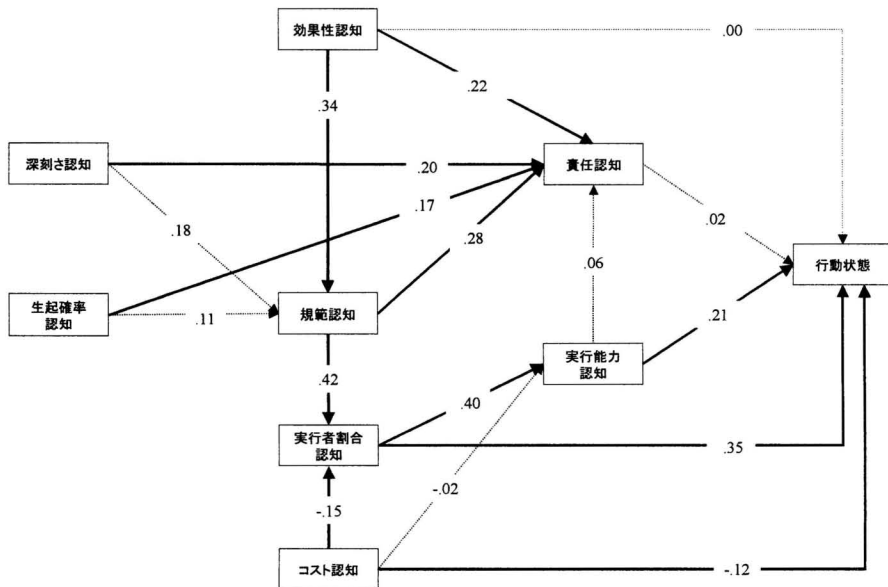 効果性認知
.00
.22
.34
深刻さ認知
.20
責任認知
.17
.18
.28
.02
.06
行動状態
生起確率
認知
.11
規範認知
.21
実行能力
認知
.42
.40
実行者割合
認知
.35
-.02
-.15
コスト認知
-.12